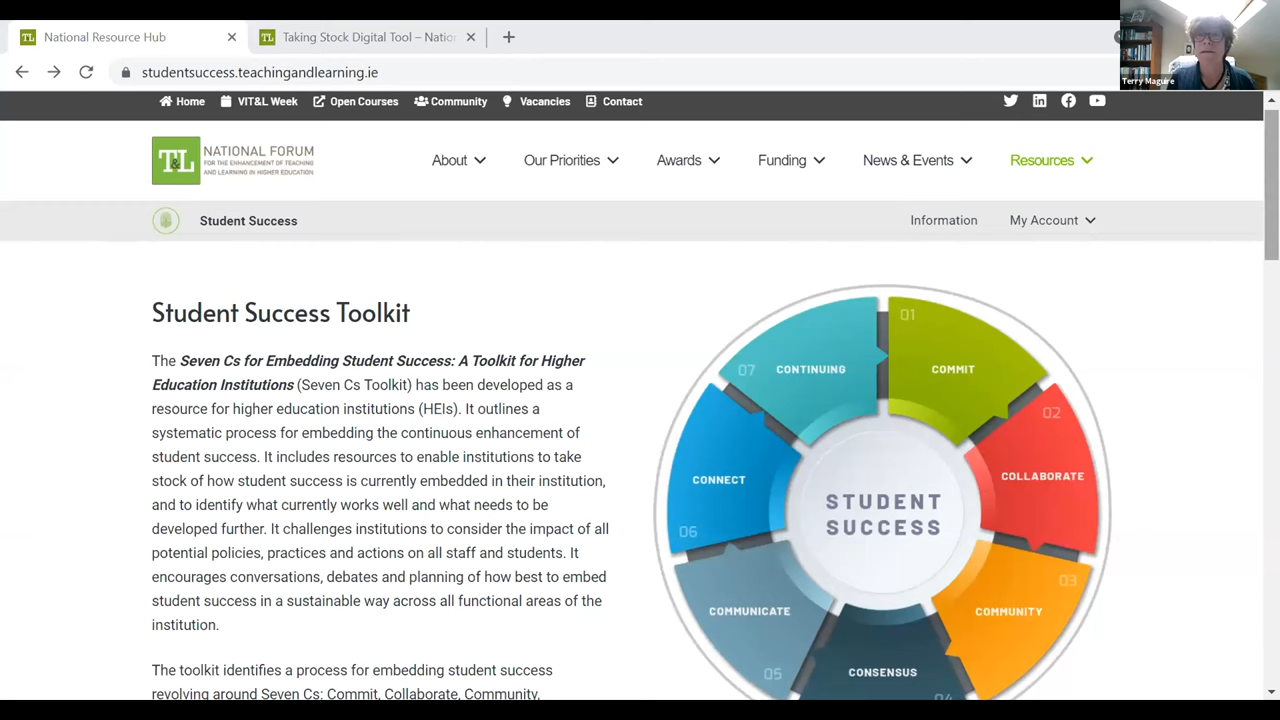 National Resource Hub
Taking Stock Digital Tool – Natio
studentsuccess.teachingandlearning.ie
Terry Maguire
Home VIT&L Week Open Courses Community Vacancies Contact
T&L
NATIONAL FORUM
FOR THE ENHANCEMENT OF TEACHING
AND LEARNING IN HIGHER EDUCATION
About Our Priorities Awards Funding News & Events Resources
Student Success
Information My Account
Student Success Toolkit
The Seven Cs for Embedding Student Success: A Toolkit for Higher
Education Institutions (Seven Cs Toolkit) has been developed as a
resource for higher education institutions (HEIs). It outlines a
systematic process for embedding the continuous enhancement of
student success. It includes resources to enable institutions to take
stock of how student success is currently embedded in their institution,
and to identify what currently works well and what needs to be
developed further. It challenges institutions to consider the impact of all
potential policies, practices and actions on all staff and students. It
encourages conversations, debates and planning of how best to embed
student success in a sustainable way across all functional areas of the
institution.
The toolkit identifies a process for embedding student success
revolving around Seven Cs: Commit, Collaborate, Community,
01
COMMIT
02
COLLABORATE
03
COMMUNITY
04
CONSENSUS
05
COMMUNICATE
06
CONNECT
07
CONTINUING
STUDENT
SUCCESS